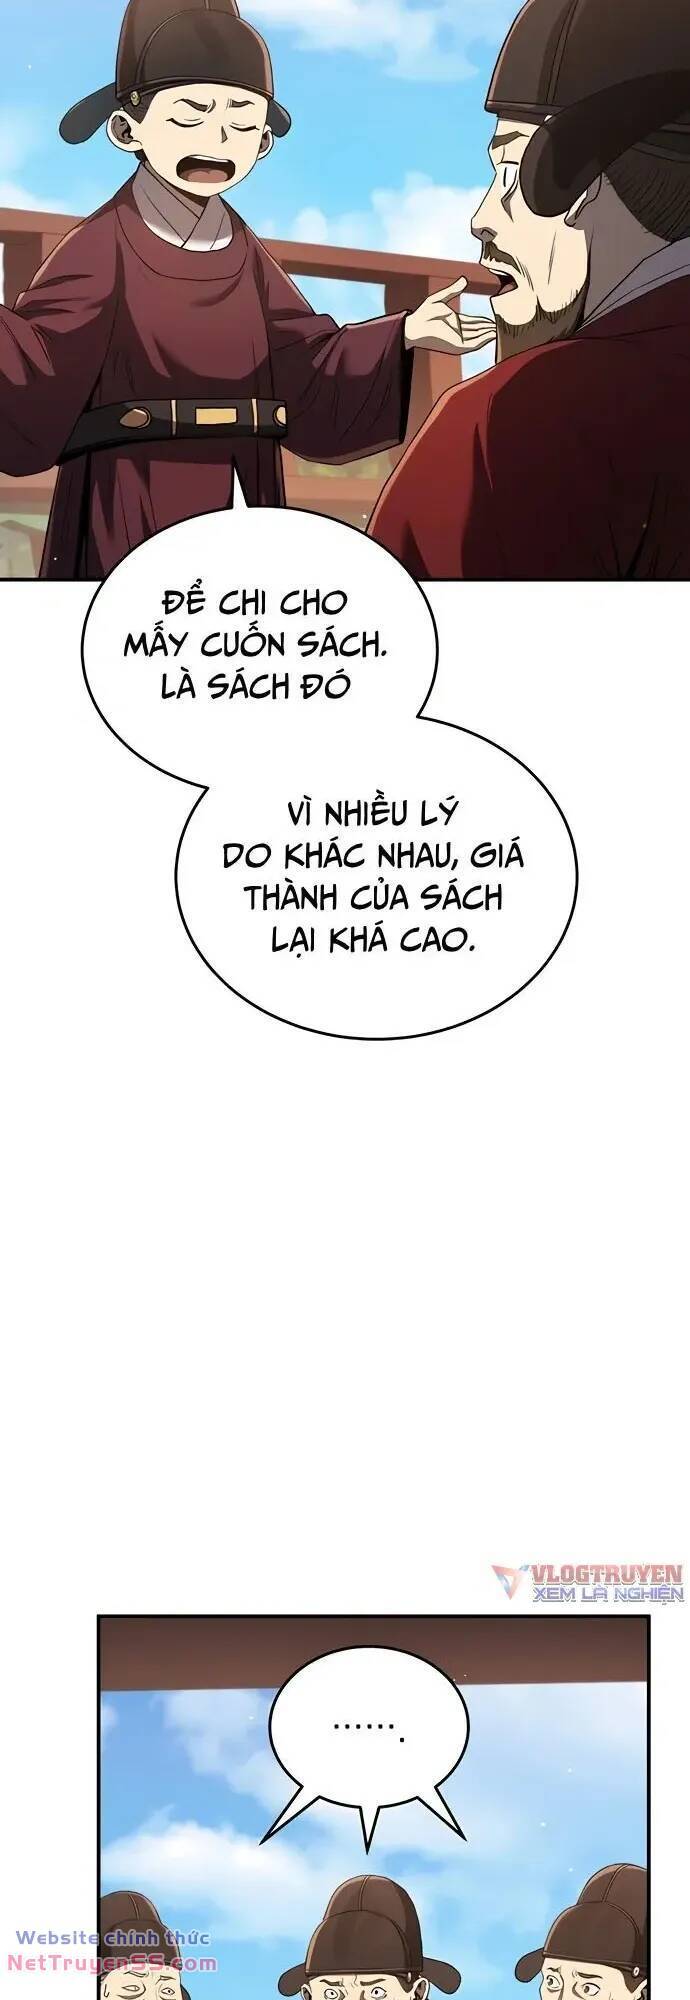 ĐỂ CHI CHO
MẤY CUỐN SÁCH.
LÀ SÁCH ĐÓ
VÌ NHIỀU LÝ
DO KHÁC NHAU, GIÁ
THÀNH CỦA SÁCH
LẠI KHÁ CAO.
VLOGTRUYEN
XEM LÀ NGHIỆN
.......
Website chính thức
NetTruyenSS.com